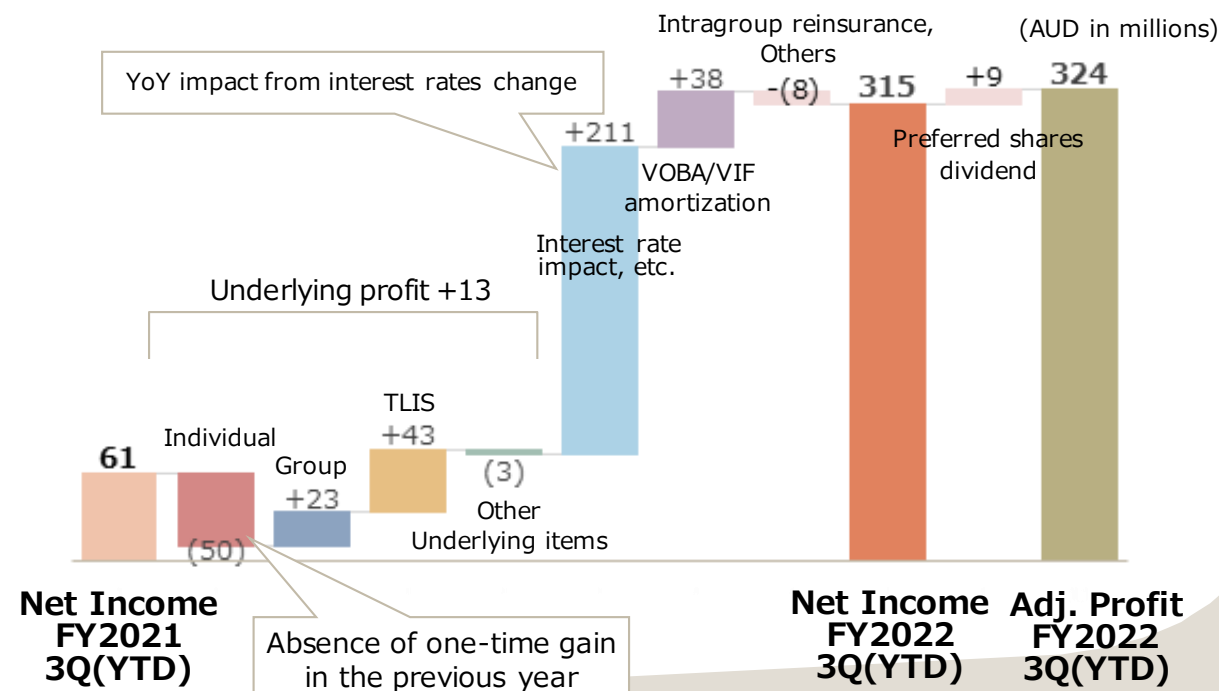 Intragroup reinsurance,
Others
(AUD in millions)
YoY impact from interest rates change
+38
-(8)
315
+9
324
+211
VOBA/VIF
amortization
Preferred shares
dividend
Interest rate
impact, etc.
Underlying profit +13
TLIS
+43
Individual
61
Group
+23
(3)
(50)
Other
Underlying items
Net Income
FY2021
3Q(YTD)
Absence of one-time gain
in the previous year
Net Income
FY2022
3Q(YTD)
Adj. Profit
FY2022
3Q(YTD)